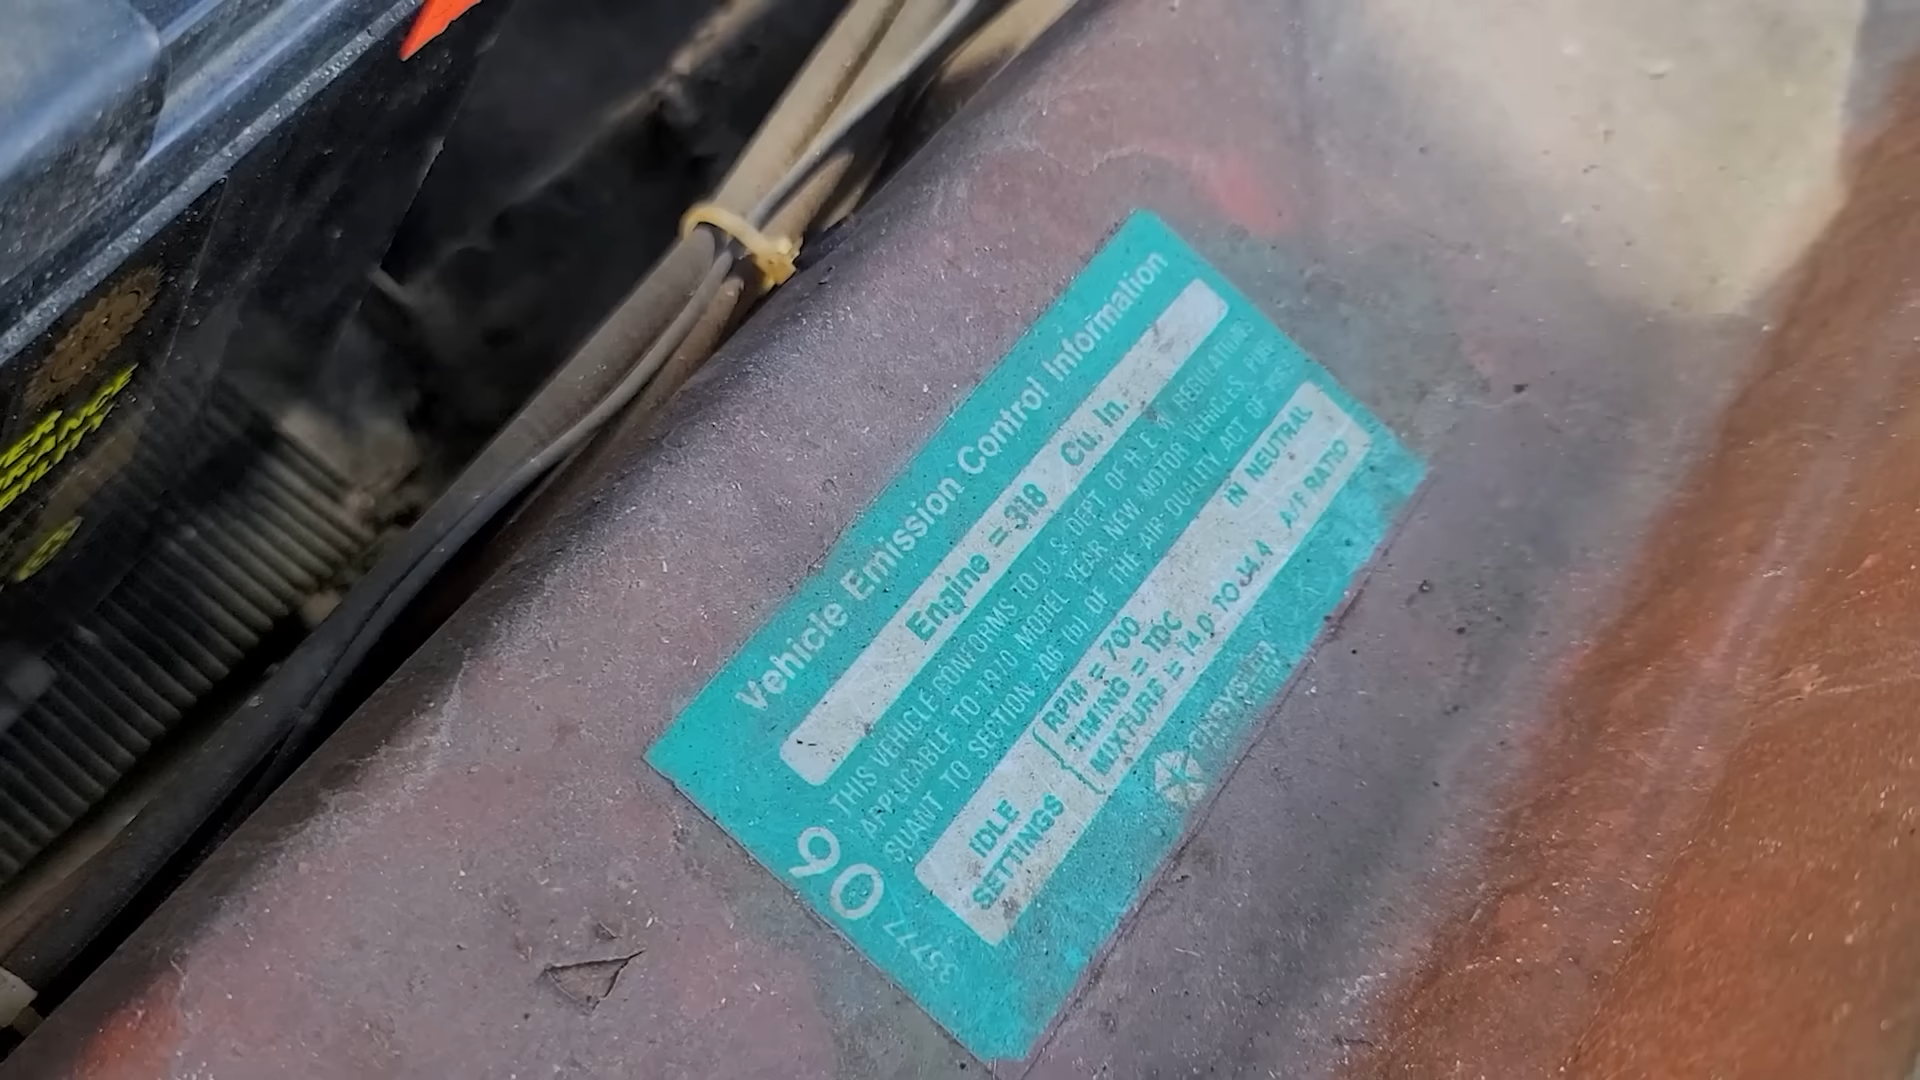 Vehicle Emission Control Information
Engine = 318 Cu. In.
THIS VEHICLE CONFORMS TO U.S. DEPT. OF H.E.W. REGULATIONS
APPLICABLE TO 1970 MODEL YEAR NEW MOTOR VEHICLES, PUR-
SUANT TO SECTION 206 (b) OF THE AIR QUALITY ACT OF
IDLE
SETTINGS
RPM = 700 IN NEUTRAL
TIMING = TDC
MIXTURE = 14.0 TO 14.4 A/F RATIO
CHRYSLER
90